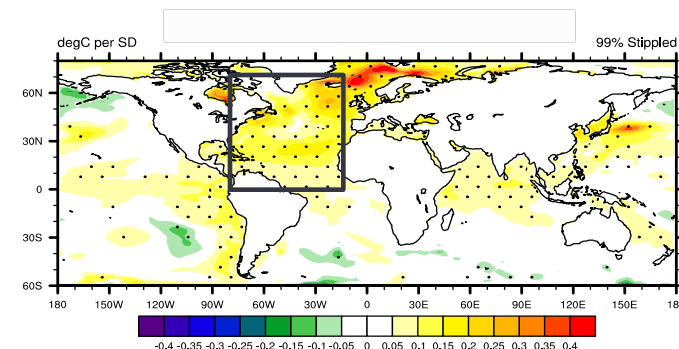 degC per SD 99% Stippled
60N
30N
0
30S
60S
180 150W 120W 90W 60W 30W 0 30E 60E 90E 120E 150E 180
-0.4 -0.35 -0.3 -0.25 -0.2 -0.15 -0.1 -0.05 0 0.05 0.1 0.15 0.2 0.25 0.3 0.35 0.4